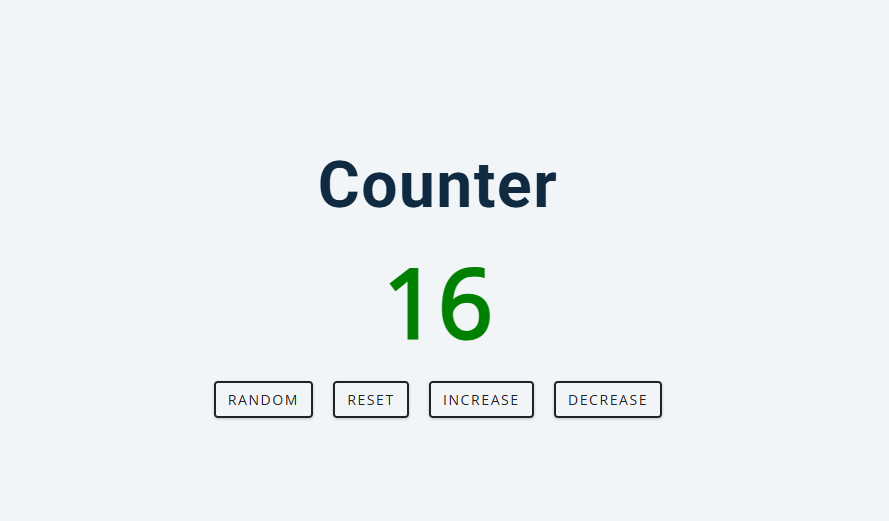 Counter
16
RANDOM RESET INCREASE DECREASE